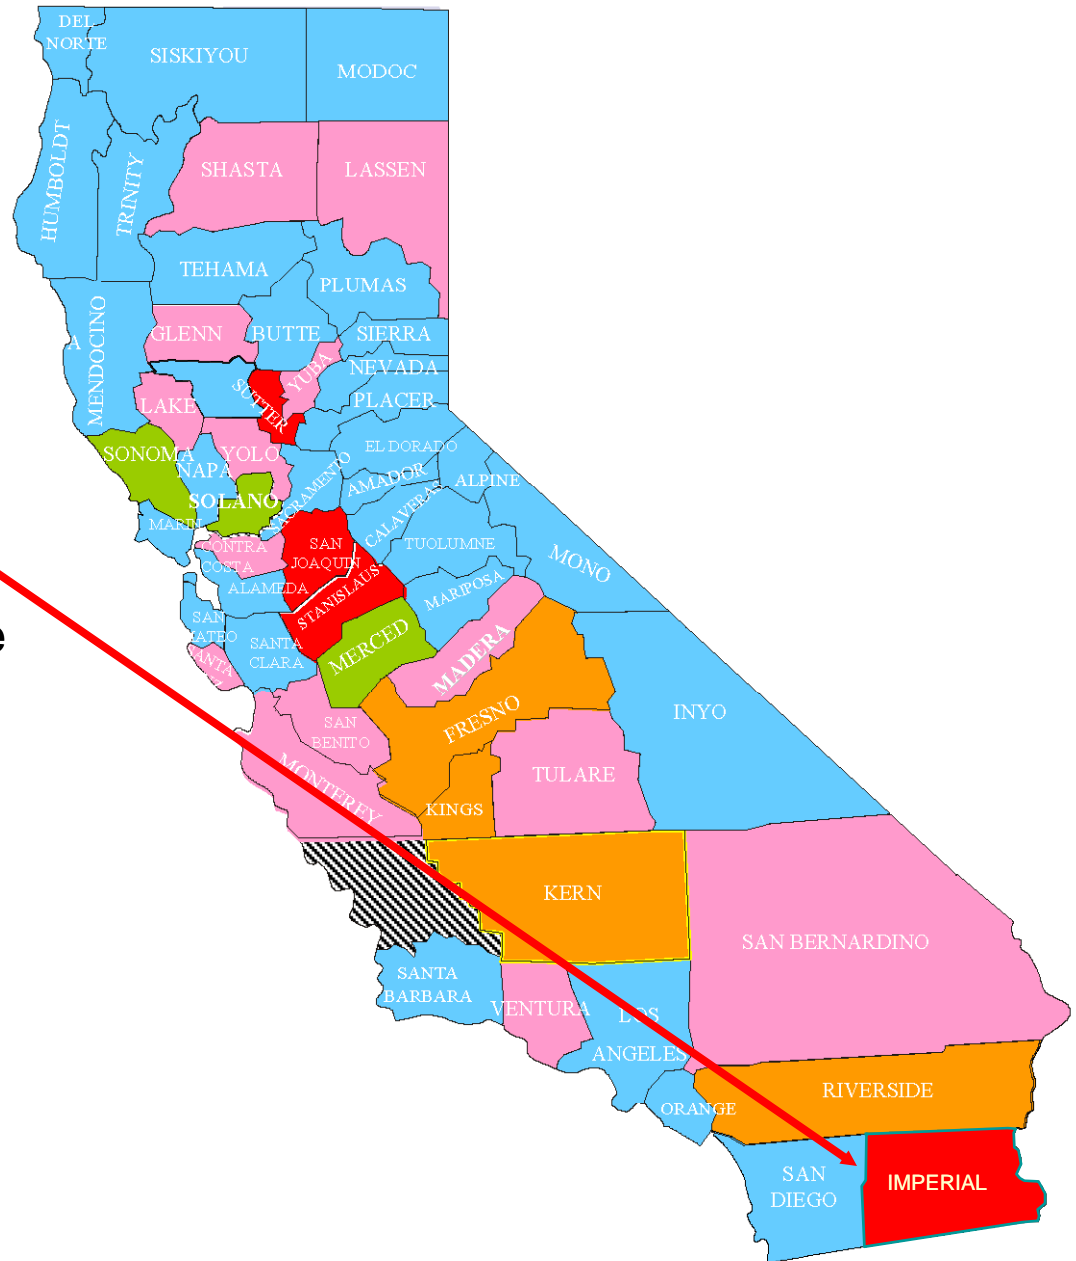 DEL
NORTE
SISKIYOU
MODOC
HUMBOLDT
TRINITY
SHASTA
LASSEN
TEHAMA
PLUMAS
A
MENDOCINO
GLENN
BUTTE
SIERRA
YUBA
NEVADA
SUTTER
PLACER
LAKE
SONOMA
NAPA
YOLO
EL DORADO
SOLANO
SACRAMENTO
AMADOR
ALPINE
MARIN
CALAVERAS
CONTRA
COSTA
SAN
JOAQUIN
TUOLUMNE
MONO
ALAMEDA
STANISLAUS
MARIPOSA
e
SAN
MATEO
SANTA
CLARA
MERCED
MADERA
SANTA
FRESNO
INYO
SAN
BENITO
MONTEREY
TULARE
KINGS
KERN
SAN BERNARDINO
SANTA
BARBARA
VENTURA
LOS
ANGELES
ORANGE
RIVERSIDE
SAN
DIEGO
IMPERIAL